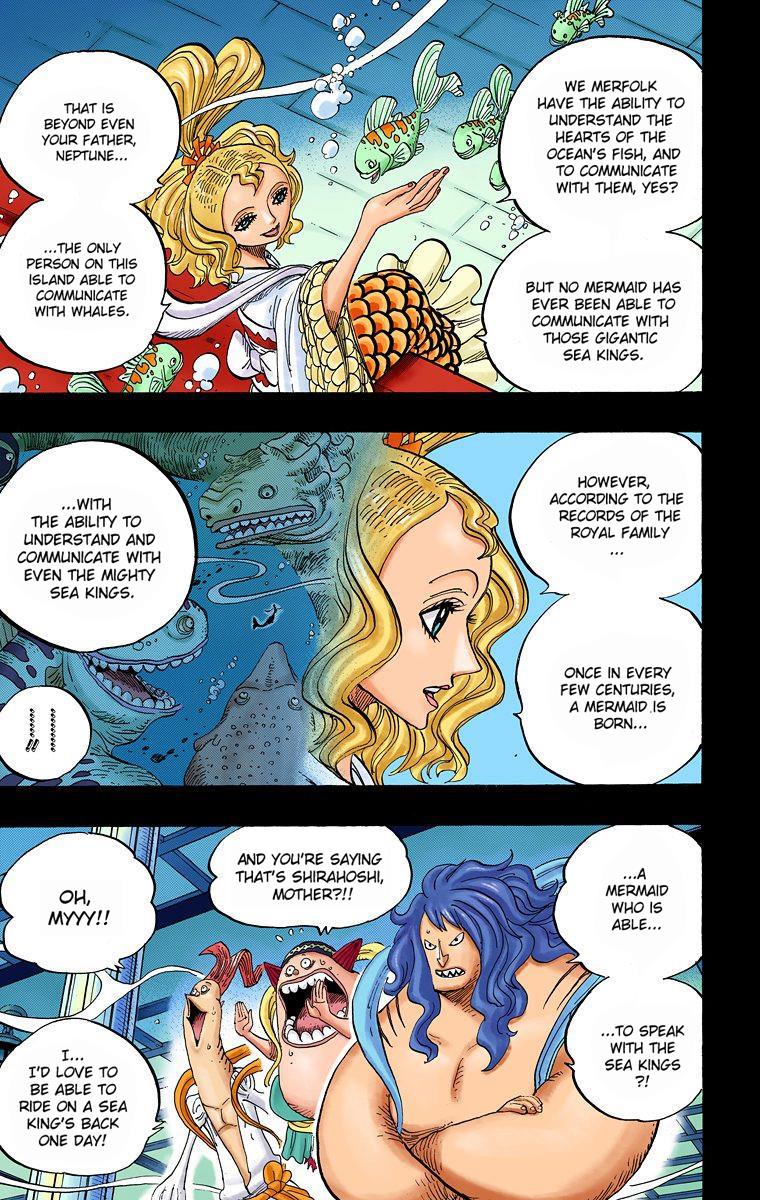 WE MERFOLK
HAVE THE ABILITY TO
UNDERSTAND THE
HEARTS OF THE
OCEAN'S FISH, AND
TO COMMUNICATE
WITH THEM, YES?
BUT NO MERMAID HAS
EVER BEEN ABLE TO
COMMUNICATE WITH
THOSE GIGANTIC
SEA KINGS.
THAT IS
BEYOND EVEN
YOUR FATHER,
NEPTUNE...
...THE ONLY
PERSON ON THIS
ISLAND ABLE TO
COMMUNICATE
WITH WHALES.
HOWEVER,
ACCORDING TO THE
RECORDS OF THE
ROYAL FAMILY
...
ONCE IN EVERY
FEW CENTURIES,
A MERMAID IS
BORN...
...WITH
THE ABILITY TO
UNDERSTAND AND
COMMUNICATE WITH
EVEN THE MIGHTY
SEA KINGS.
...A
MERMAID
WHO IS
ABLE...
...TO SPEAK
WITH THE
SEA KINGS
?!
AND YOU'RE SAYING
THAT'S SHIRAHOSHI,
MOTHER?!!
OH,
MYYY!!
I...
I'D LOVE TO
BE ABLE TO
RIDE ON A SEA
KING'S BACK
ONE DAY!